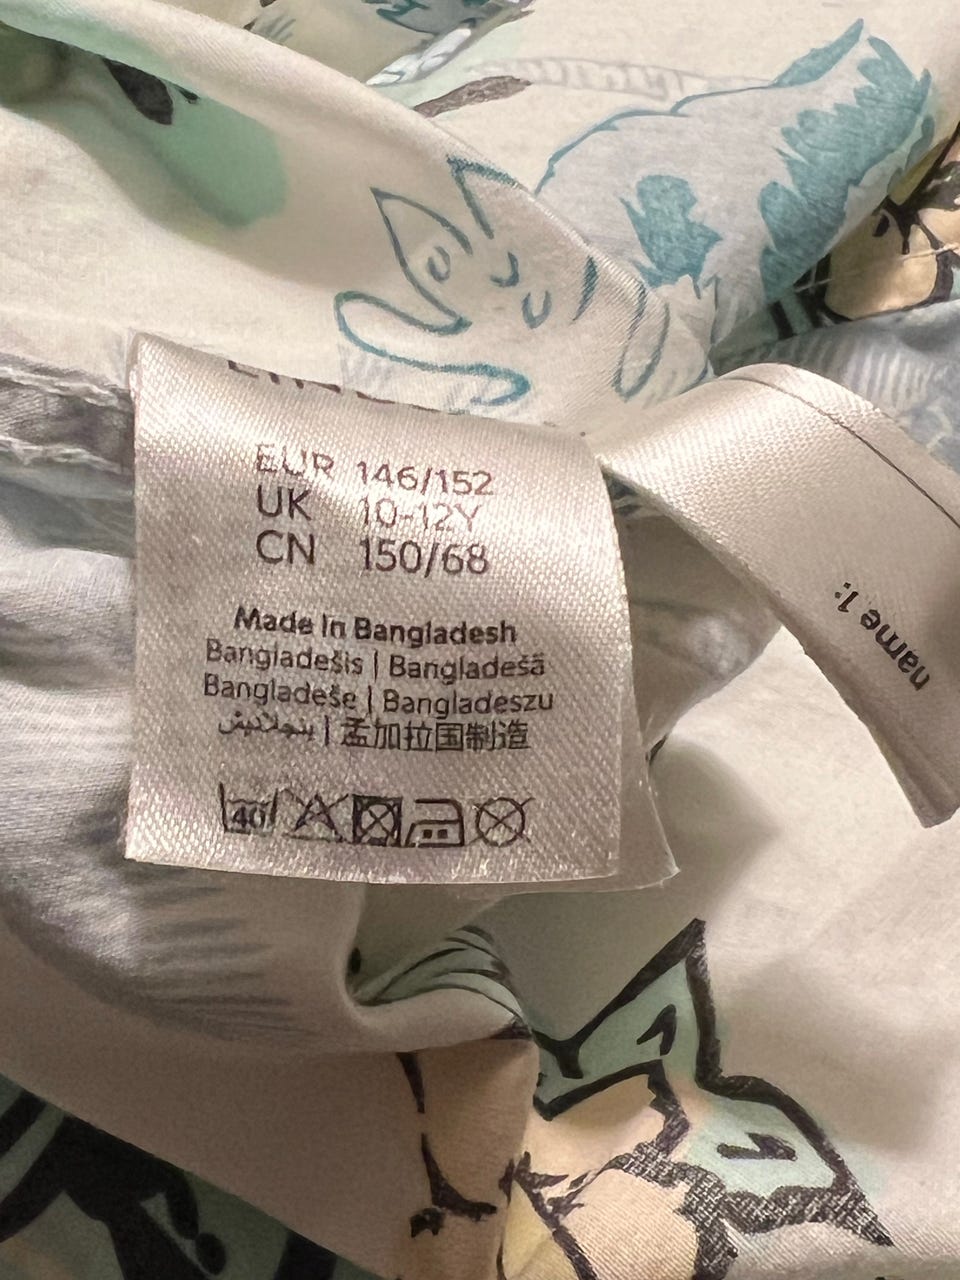 EUR 146/152
UK 10-12Y
CN 150/68
Made in Bangladesh
Bangladešis | Bangladešā
Bangladeše | Bangladeszu
بنجلاديش | 孟加拉国制造
40
name 1: